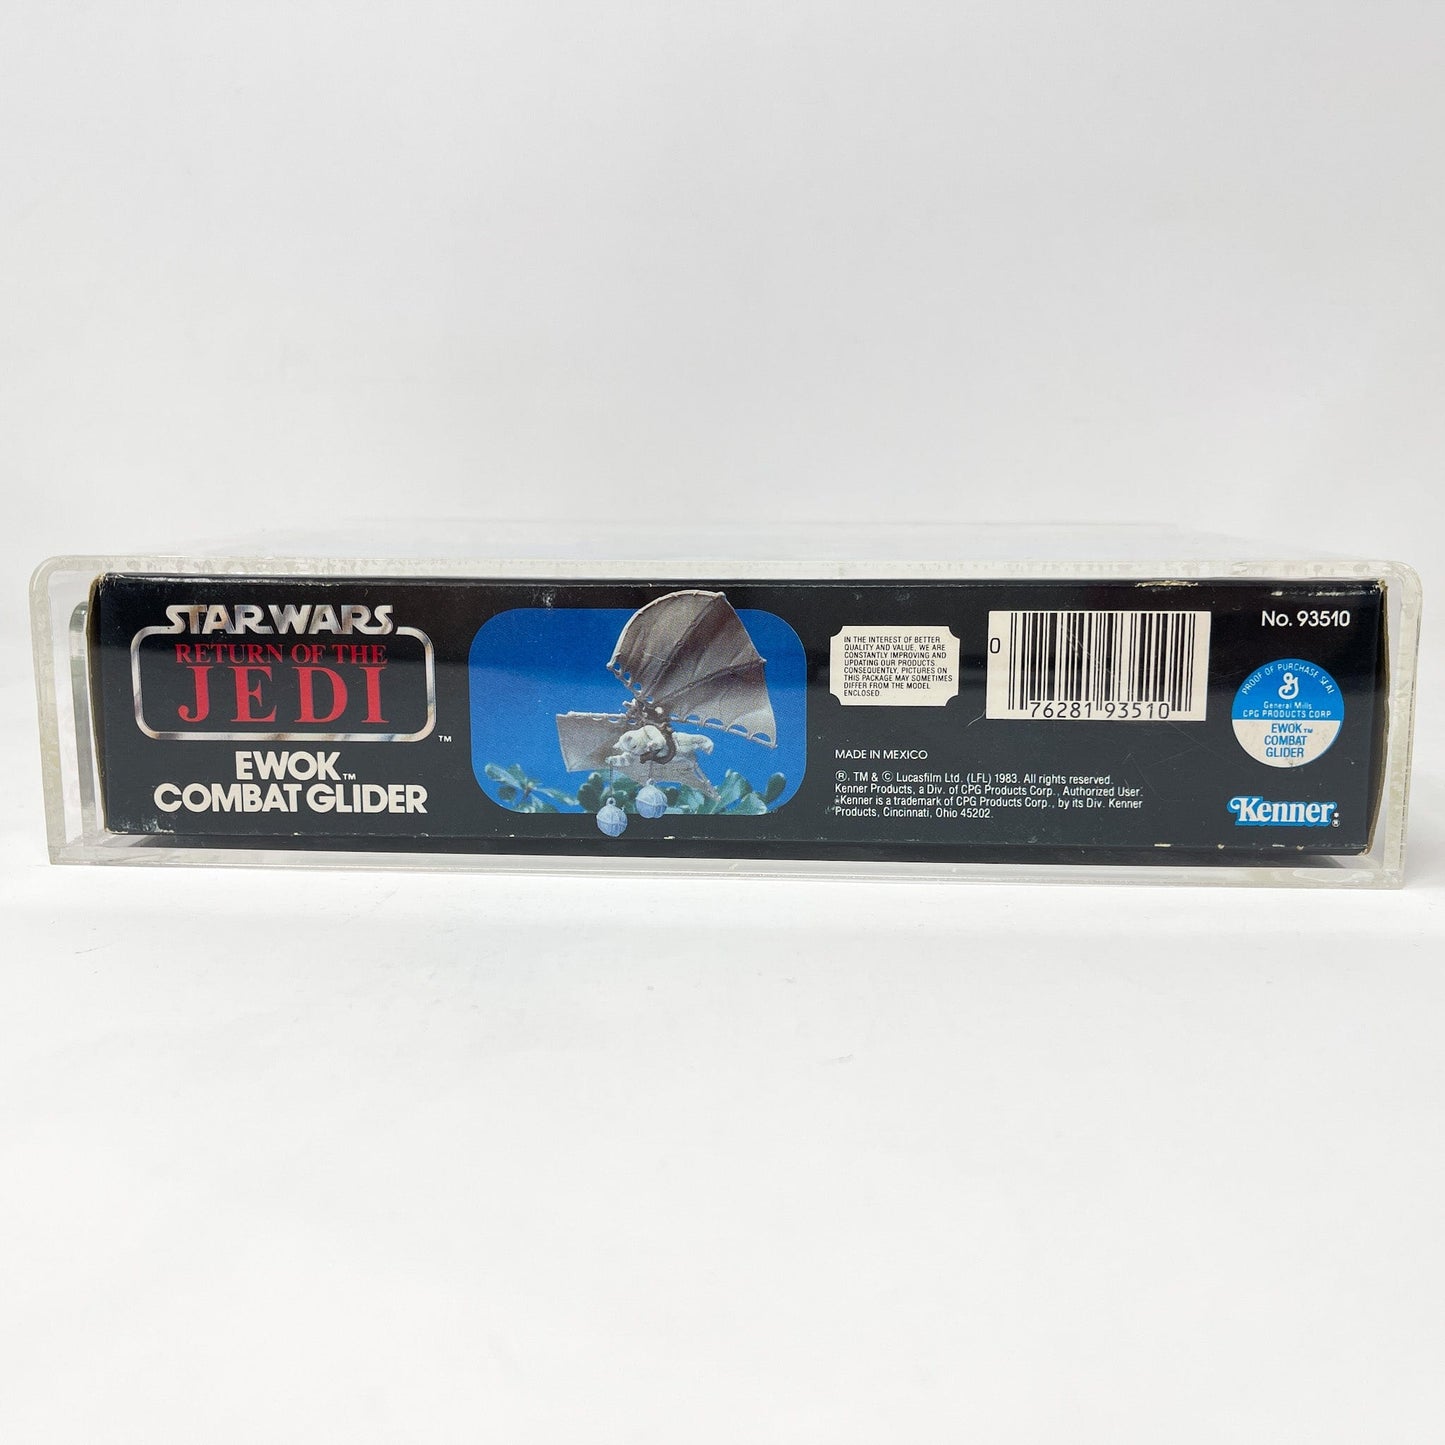 STAR WARS
RETURN OF THE
JEDI
™
EWOK™
COMBAT GLIDER
IN THE INTEREST OF BETTER
QUALITY AND VALUE, WE ARE
CONSTANTLY IMPROVING AND
UPDATING OUR PRODUCTS.
CONSEQUENTLY, PICTURES ON
THIS PACKAGE MAY SOMETIMES
DIFFER FROM THE MODEL
ENCLOSED.
MADE IN MEXICO
®, TM & © Lucasfilm Ltd. (LFL) 1983. All rights reserved.
Kenner Products, a Div. of CPG Products Corp., Authorized User.
Kenner is a trademark of CPG Products Corp., by its Div. Kenner
Products, Cincinnati, Ohio 45202.
0
76281 93510
No. 93510
PROOF OF PURCHASE SEAL
General Mills
CPG PRODUCTS CORP
EWOK™
COMBAT
GLIDER
Kenner®